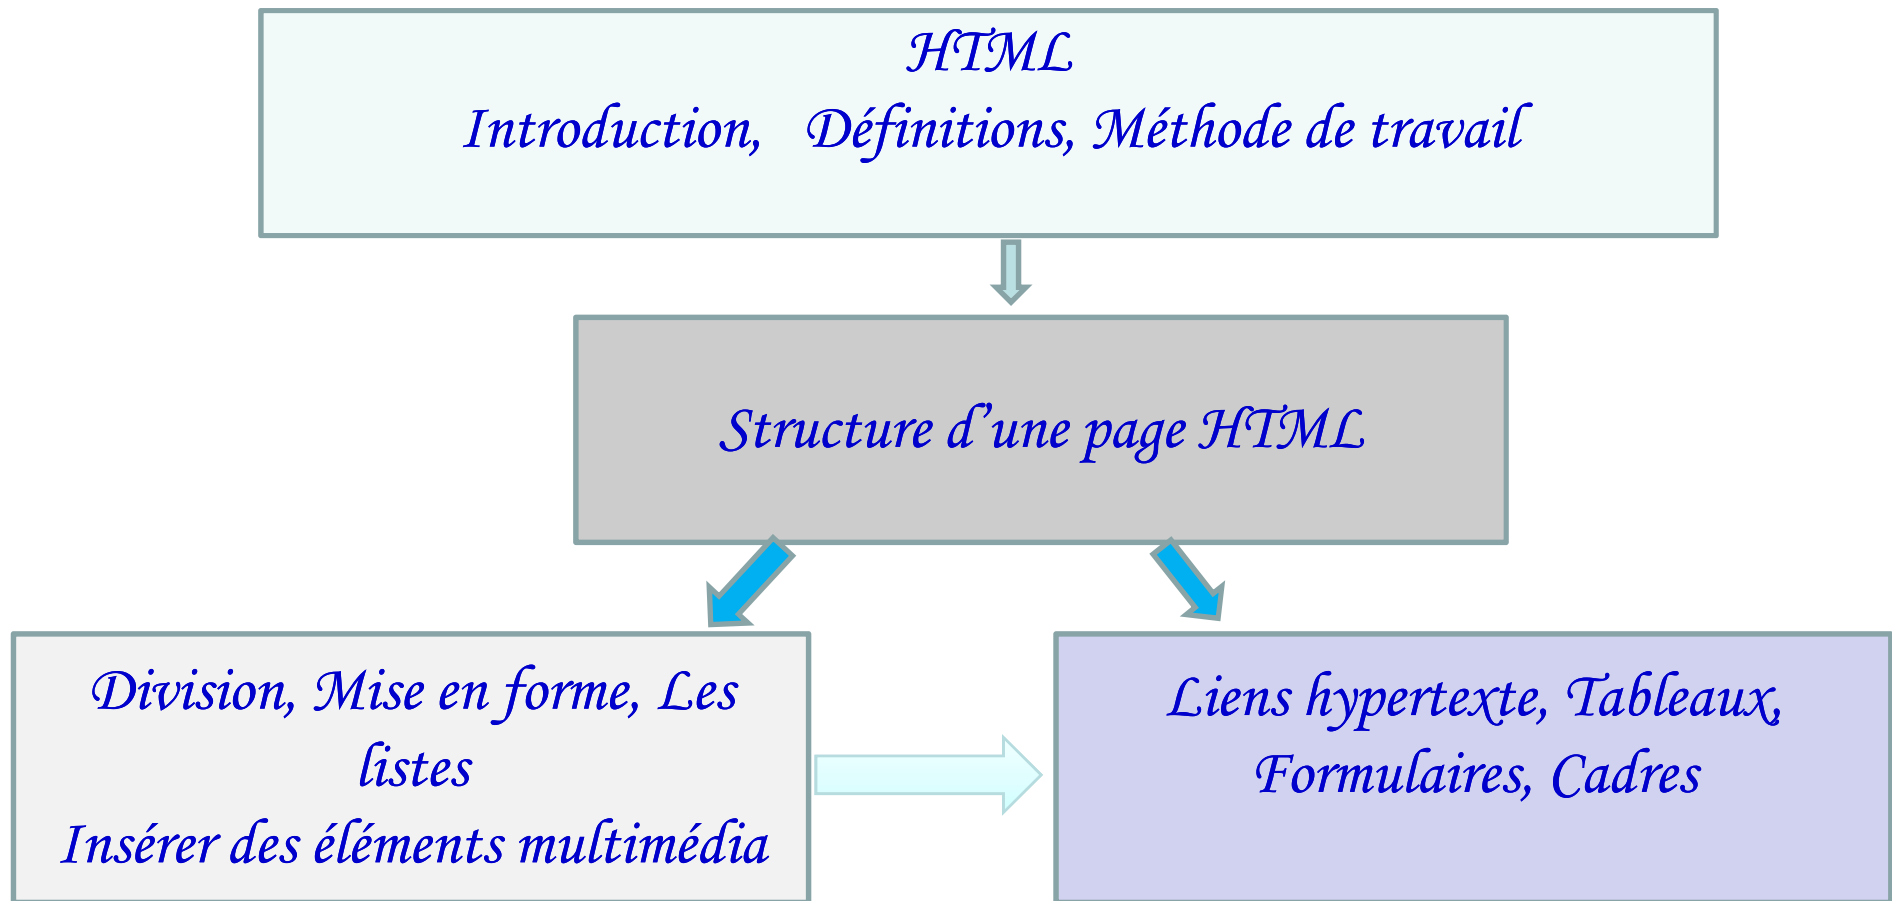 HTML
Introduction, Définitions, Méthode de travail
Structure d’une page HTML
Division, Mise en forme, Les
listes
Insérer des éléments multimédia
Liens hypertexte, Tableaux,
Formulaires, Cadres